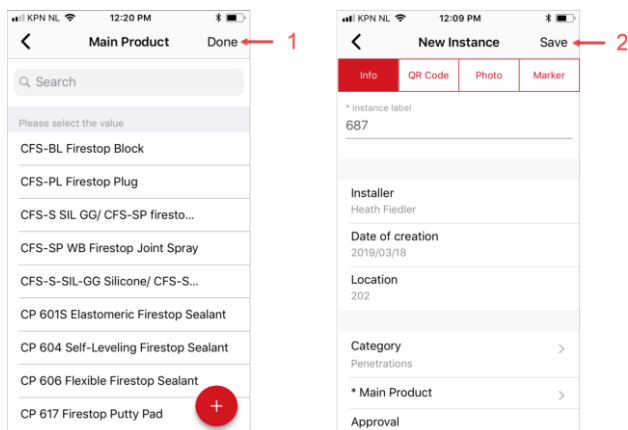 KPN NL 12:20 PM
Main Product Done
1
Search
Please select the value
CFS-BL Firestop Block
CFS-PL Firestop Plug
CFS-S SIL GG/ CFS-SP firesto...
CFS-SP WB Firestop Joint Spray
CFS-S-SIL-GG Silicone/ CFS-S...
CP 601S Elastomeric Firestop Sealant
CP 604 Self-Leveling Firestop Sealant
CP 606 Flexible Firestop Sealant
CP 617 Firestop Putty Pad
+
KPN NL 12:09 PM
New Instance Save
2
Info QR Code Photo Marker
* Instance label
687
Installer
Heath Fiedler
Date of creation
2019/03/18
Location
202
Category
Penetrations
* Main Product
Approval